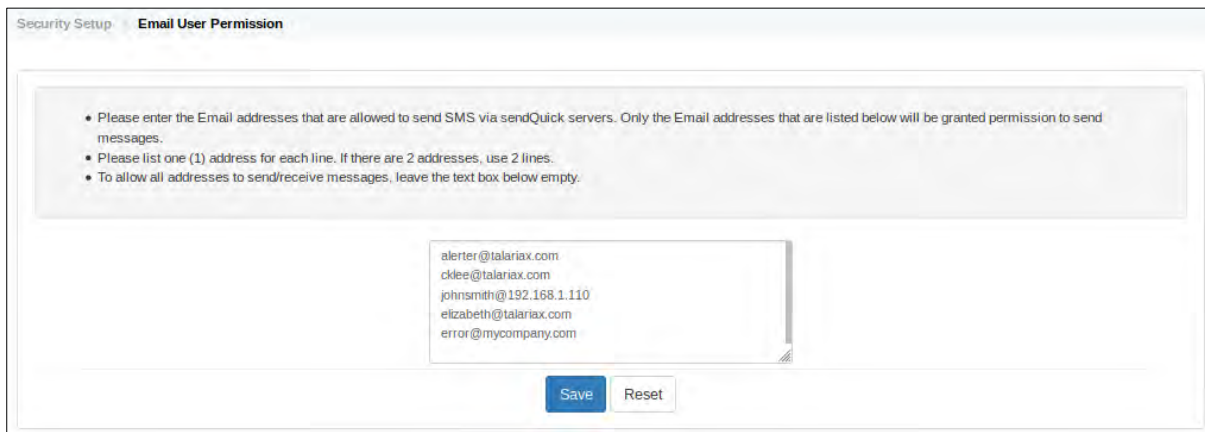 Security Setup Email User Permission
• Please enter the Email addresses that are allowed to send SMS via sendQuick servers. Only the Email addresses that are listed below will be granted permission to send
messages.
• Please list one (1) address for each line. If there are 2 addresses, use 2 lines.
• To allow all addresses to send/receive messages, leave the text box below empty.
alerter@talariax.com
cklee@talariax.com
johnsmith@192.168.1.110
elizabeth@talariax.com
error@mycompany.com
Save Reset